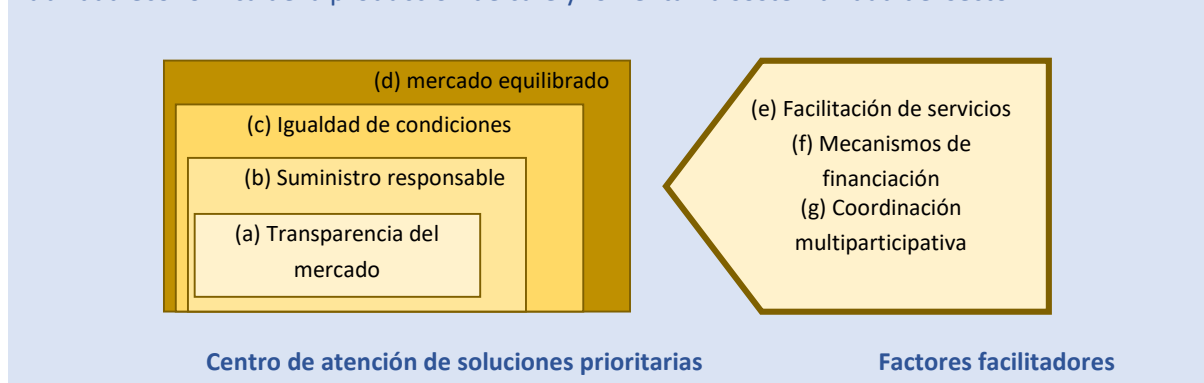 (d) mercado equilibrado
(c) Igualdad de condiciones
(b) Suministro responsable
(a) Transparencia del
mercado
(e) Facilitación de servicios
(f) Mecanismos de
financiación
(g) Coordinación
multiparticipativa
Centro de atención de soluciones prioritarias
Factores facilitadores